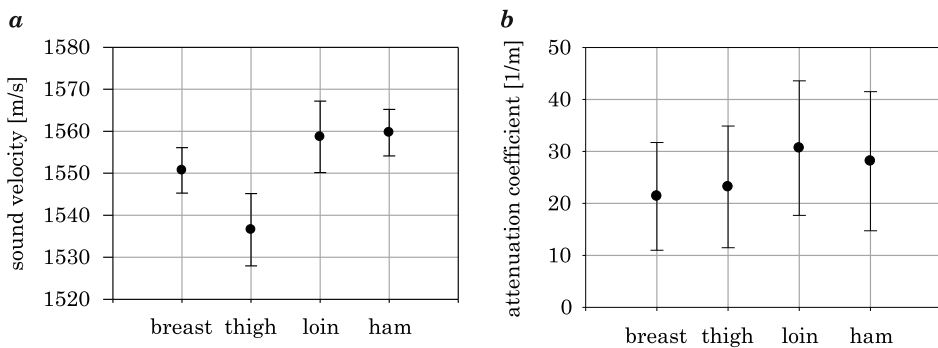 a
1580
1570
1560
1550
1540
1530
1520
sound velocity [m/s]
breast thigh loin ham
b
50
40
30
20
10
0
attenuation coefficient [1/m]
breast thigh loin ham